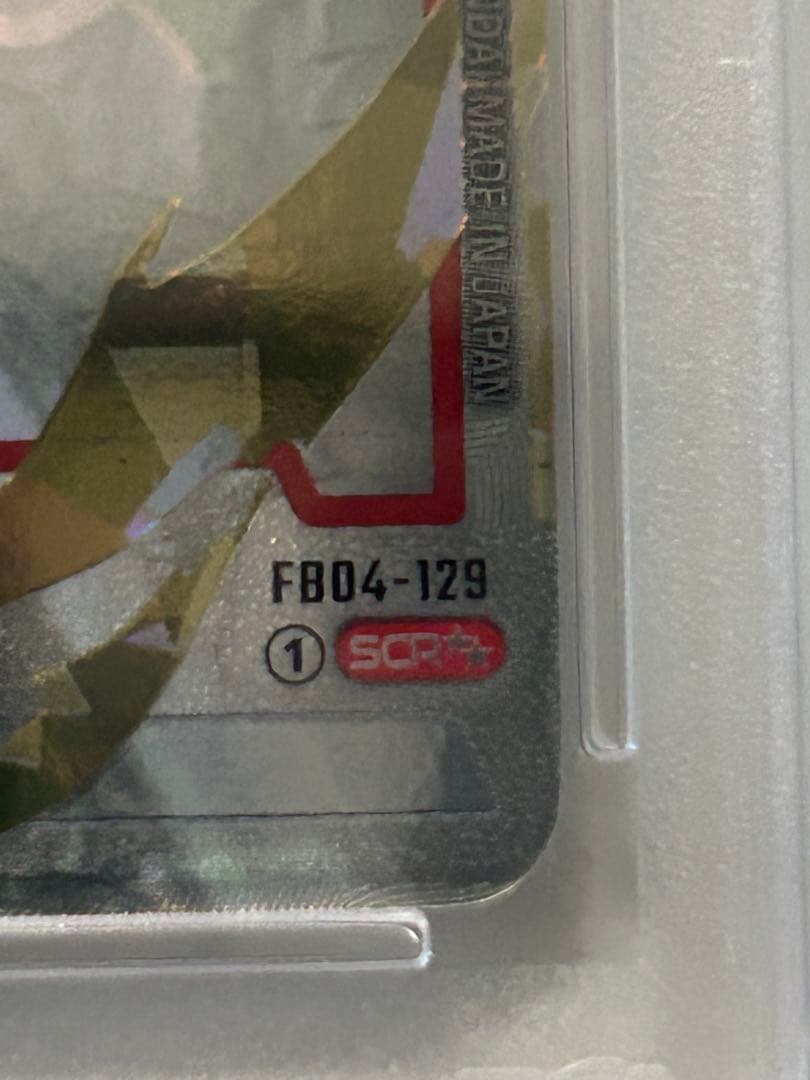 MADE IN JAPAN
FB04-129
1 SCR★★